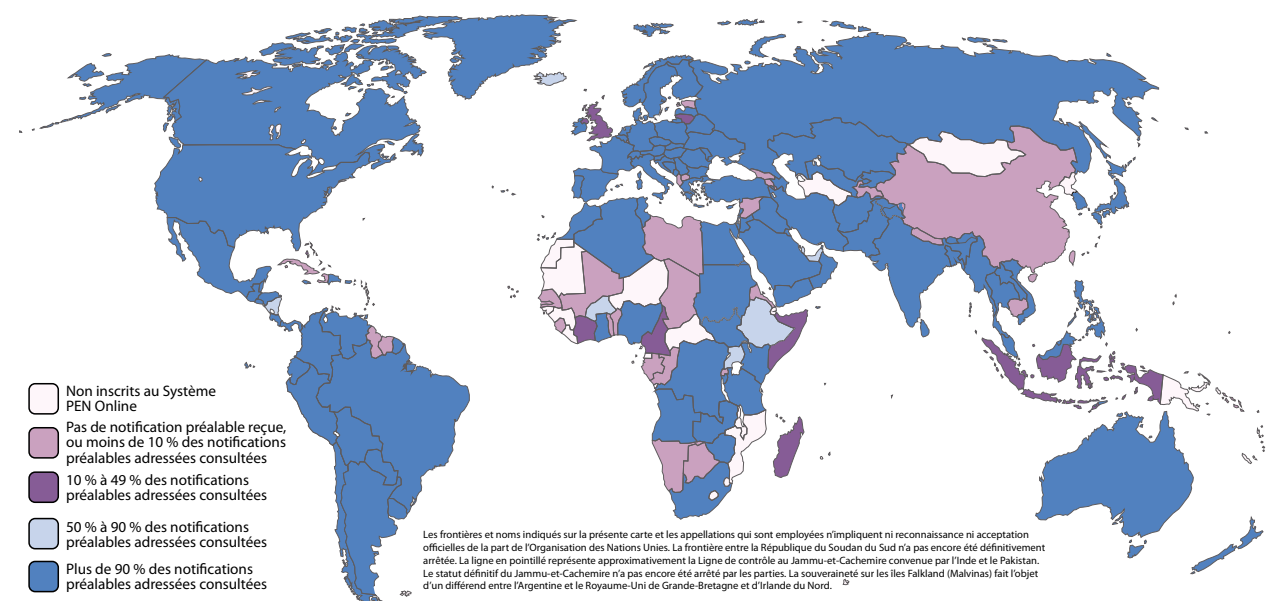 Non inscrits au Système
PEN Online
Pas de notification préalable reçue,
ou moins de 10 % des notifications
préalables adressées consultées
10 % à 49 % des notifications
préalables adressées consultées
50 % à 90 % des notifications
préalables adressées consultées
Plus de 90 % des notifications
préalables adressées consultées
Les frontières et noms indiqués sur la présente carte et les appellations qui sont employées n’impliquent ni reconnaissance ni acceptation
officielles de la part de l’Organisation des Nations Unies. La frontière entre la République du Soudan du Sud n’a pas encore été définitivement
arrêtée. La ligne en pointillé représente approximativement la Ligne de contrôle au Jammu-et-Cachemire convenue par l’Inde et le Pakistan.
Le statut définitif du Jammu-et-Cachemire n’a pas encore été arrêté par les parties. La souveraineté sur les îles Falkland (Malvinas) fait l’objet
d’un différend entre l’Argentine et le Royaume-Uni de Grande-Bretagne et d’Irlande du Nord.